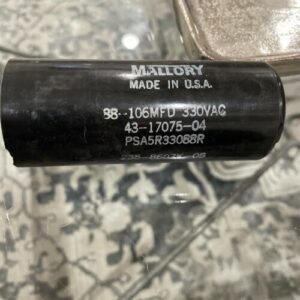 MALLORY
MADE IN U.S.A.
88-106MFD 330VAC
43-17075-04
PSA5R33088R